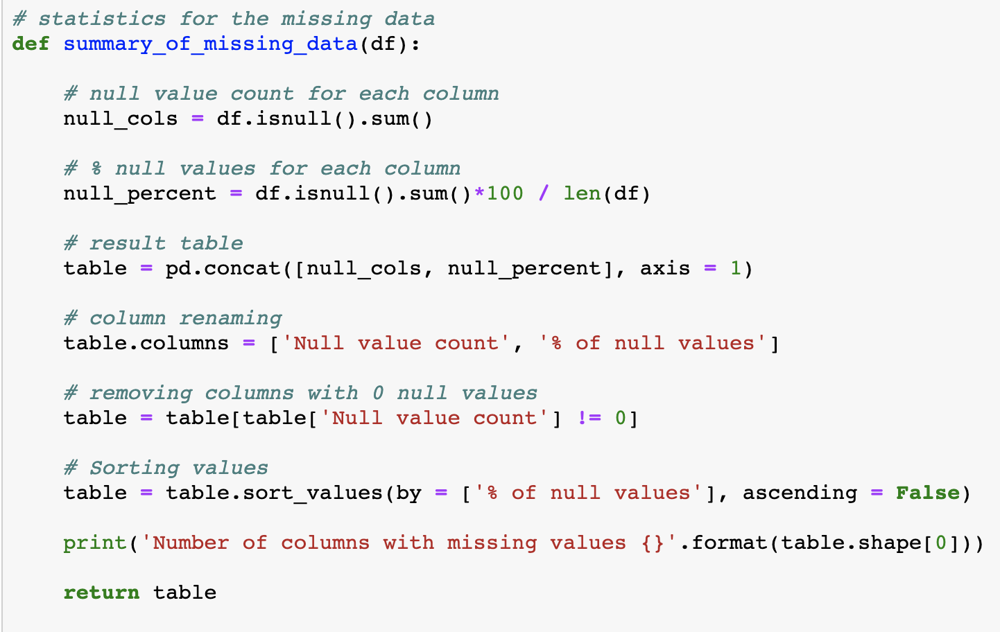 # statistics for the missing data
def summary_of_missing_data(df):
# null value count for each column
null_cols = df.isnull().sum()
# % null values for each column
null_percent = df.isnull().sum()*100 / len(df)
# result table
table = pd.concat([null_cols, null_percent], axis = 1)
# column renaming
table.columns = ['Null value count', '% of null values']
# removing columns with 0 null values
table = table[table['Null value count'] != 0]
# Sorting values
table = table.sort_values(by = ['% of null values'], ascending = False)
print('Number of columns with missing values {}'.format(table.shape[0]))
return table